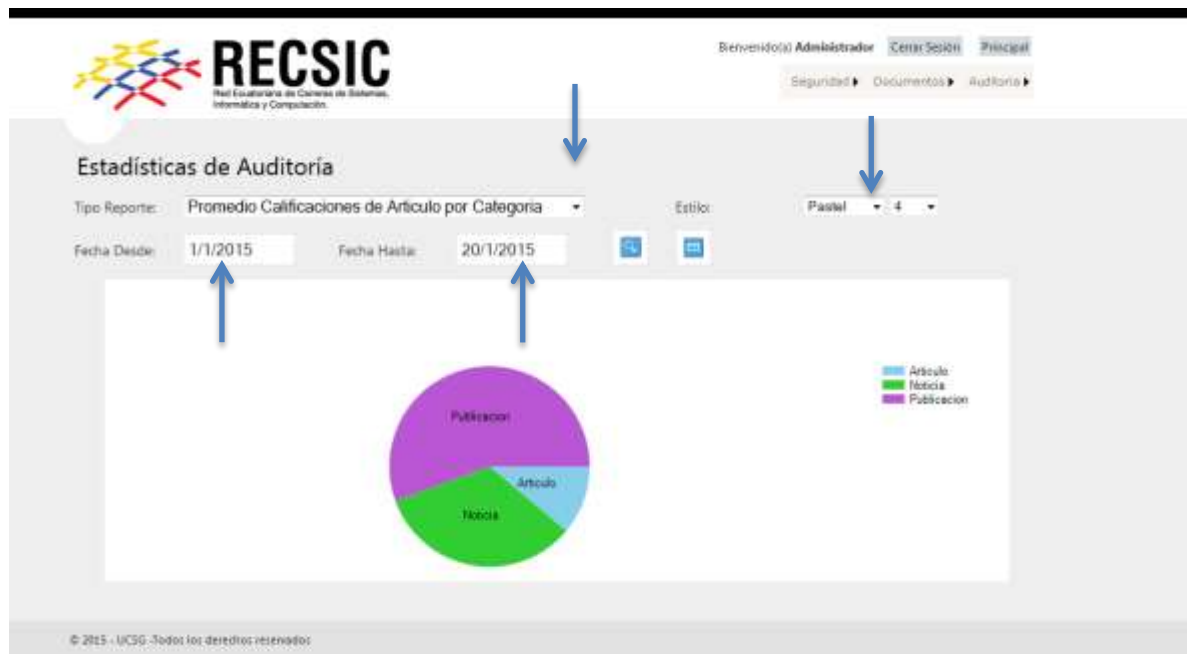 RECSIC
Red Ecuatoriana de Carreras de Sistemas,
Informática y Computación.
Bienvenido(a) Administrador Cerrar Sesión Principal
Seguridad Documentos Auditoria
Estadísticas de Auditoría
Tipo Reporte: Promedio Calificaciones de Articulo por Categoria Estilo: Pastel 4
Fecha Desde: 1/1/2015 Fecha Hasta: 20/1/2015
Articulo
Noticia
Publicacion
Publicacion
Articulo
Noticia
© 2015 - UCSG -Todos los derechos reservados